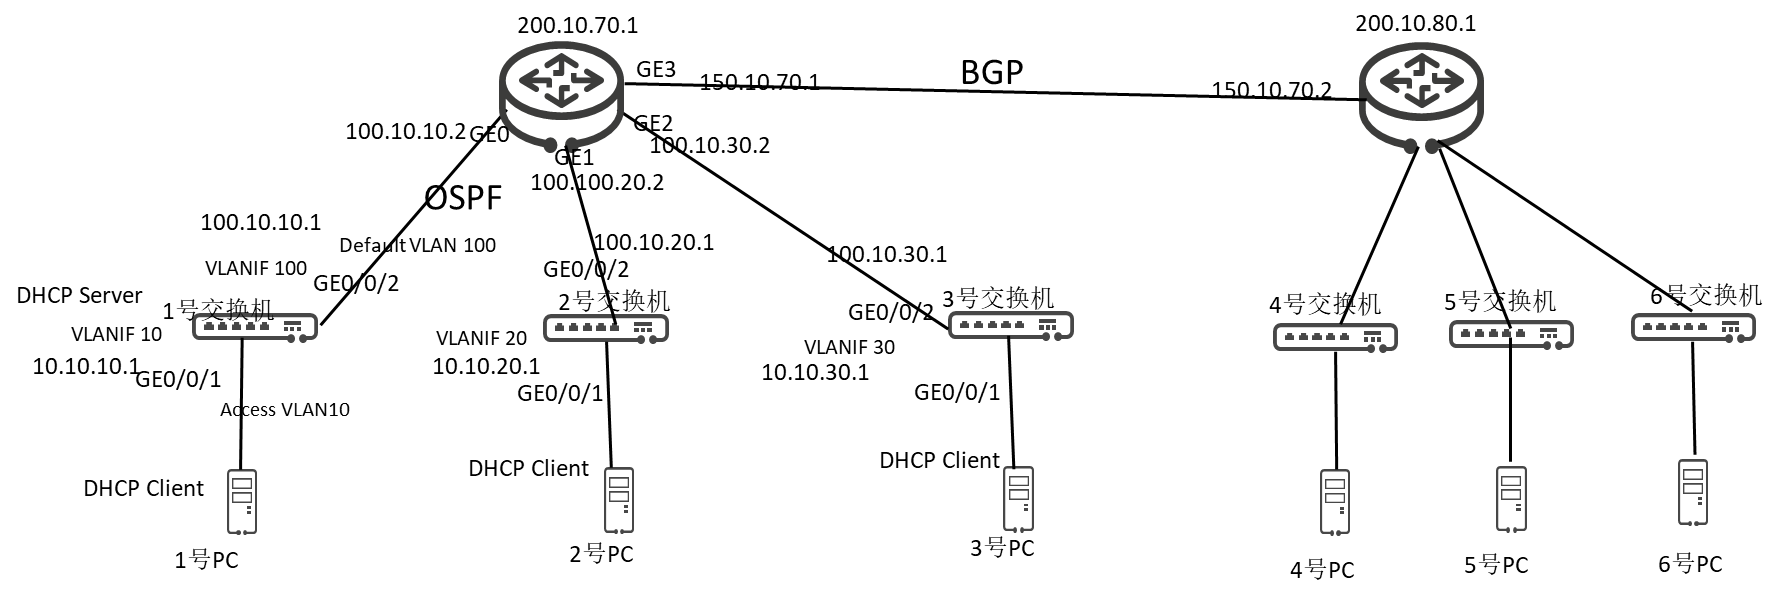 200.10.70.1
200.10.80.1
GE3
150.10.70.1
BGP
150.10.70.2
100.10.10.2
GE0
GE2
100.10.30.2
GE1
100.100.20.2
OSPF
100.10.10.1
Default VLAN 100
100.10.20.1
100.10.30.1
VLANIF 100
GE0/0/2
GE0/0/2
DHCP Server
1号交换机
2号交换机
GE0/0/2
3号交换机
4号交换机
5号交换机
6号交换机
VLANIF 10
VLANIF 20
VLANIF 30
10.10.10.1
GE0/0/1
10.10.20.1
GE0/0/1
10.10.30.1
GE0/0/1
Access VLAN10
DHCP Client
DHCP Client
DHCP Client
1号PC
2号PC
3号PC
4号PC
5号PC
6号PC